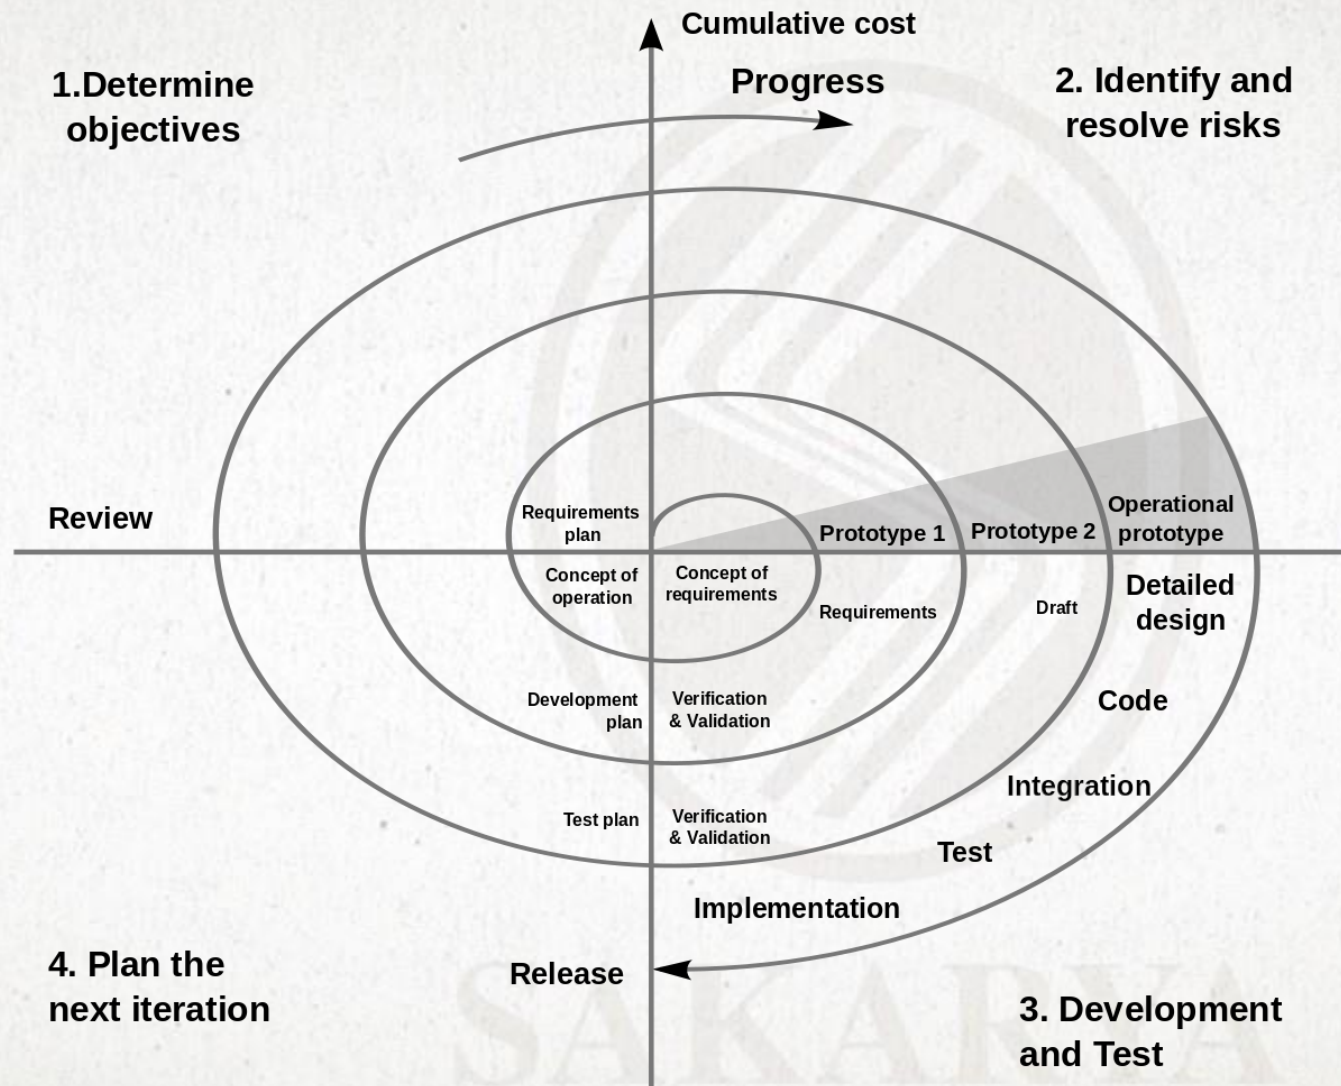 Cumulative cost
Progress
1.Determine
objectives
2. Identify and
resolve risks
Review
Requirements
plan
Concept of
operation
Concept of
requirements
Prototype 1
Prototype 2
Operational
prototype
Requirements
Draft
Detailed
design
Development
plan
Verification
& Validation
Code
Integration
Test plan
Verification
& Validation
Test
Implementation
Release
4. Plan the
next iteration
3. Development
and Test
SAKARYA